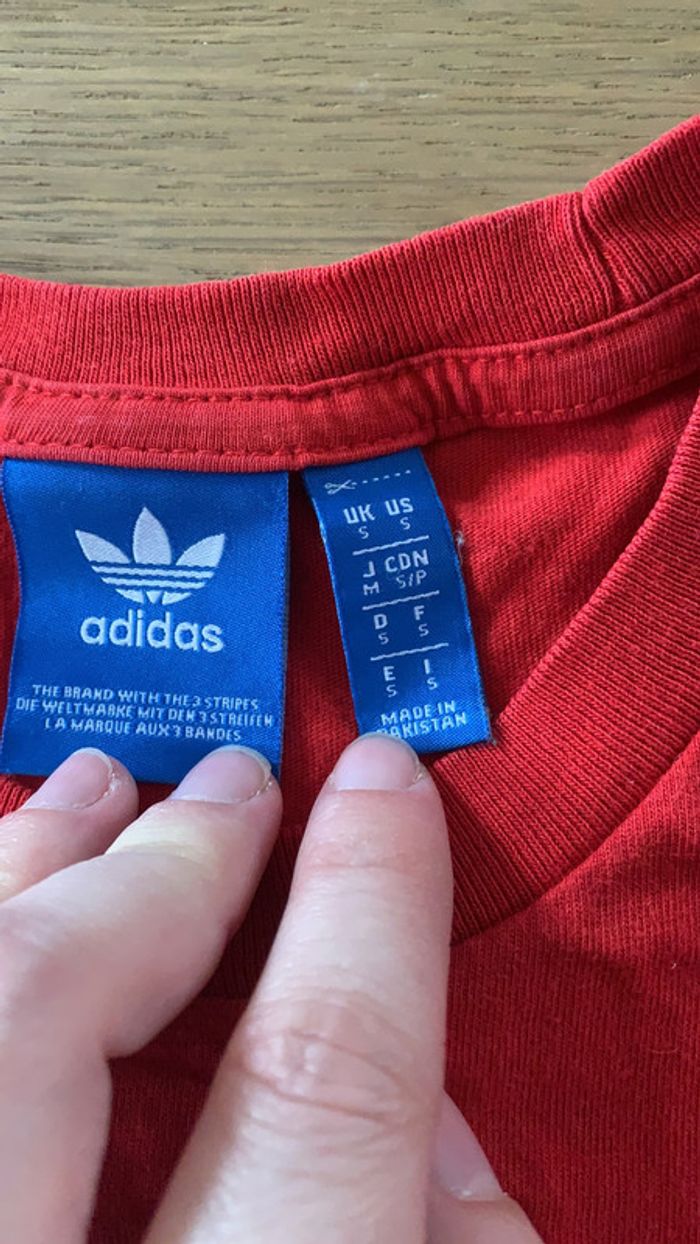 adidas
THE BRAND WITH THE 3 STRIPES
DIE WELTMARKE MIT DEN 3 STREIFEN
LA MARQUE AUX 3 BANDES
UK US
S S
J CDN
M S/P
D F
S S
E I
S S
MADE IN
PAKISTAN